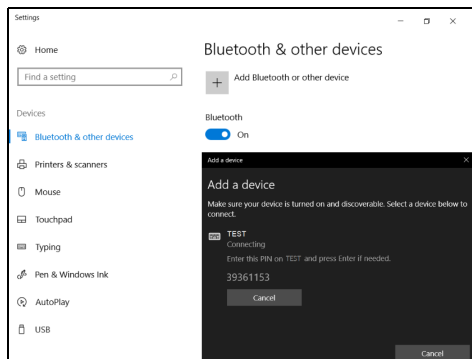 Settings
Home
Find a setting
Devices
Bluetooth & other devices
Printers & scanners
Mouse
Touchpad
Typing
Pen & Windows Ink
AutoPlay
USB
Bluetooth & other devices
Add Bluetooth or other device
Bluetooth
On
Add a device
Add a device
Make sure your device is turned on and discoverable. Select a device below to
connect.
TEST
Connecting
Enter this PIN on TEST and press Enter if needed.
39361153
Cancel
Cancel